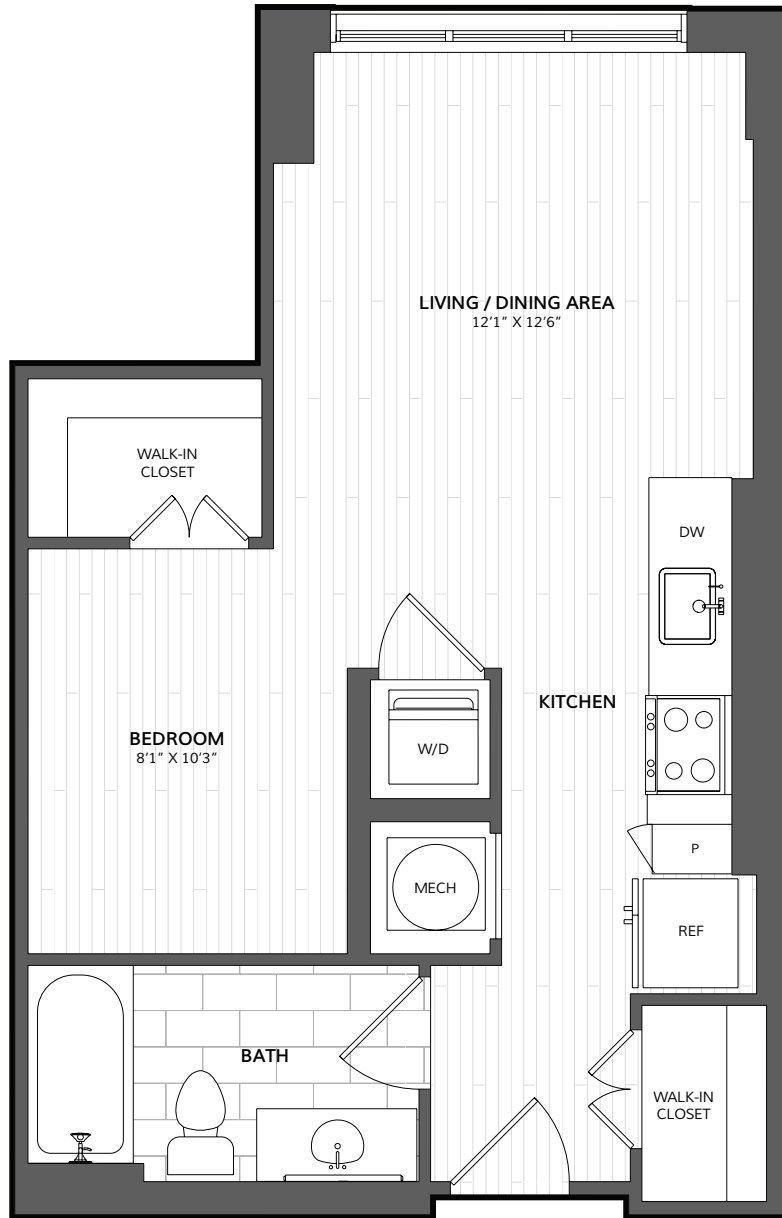 LIVING / DINING AREA
12'1" X 12'6"
WALK-IN
CLOSET
DW
KITCHEN
BEDROOM
8'1" X 10'3"
W/D
P
MECH
REF
BATH
WALK-IN
CLOSET